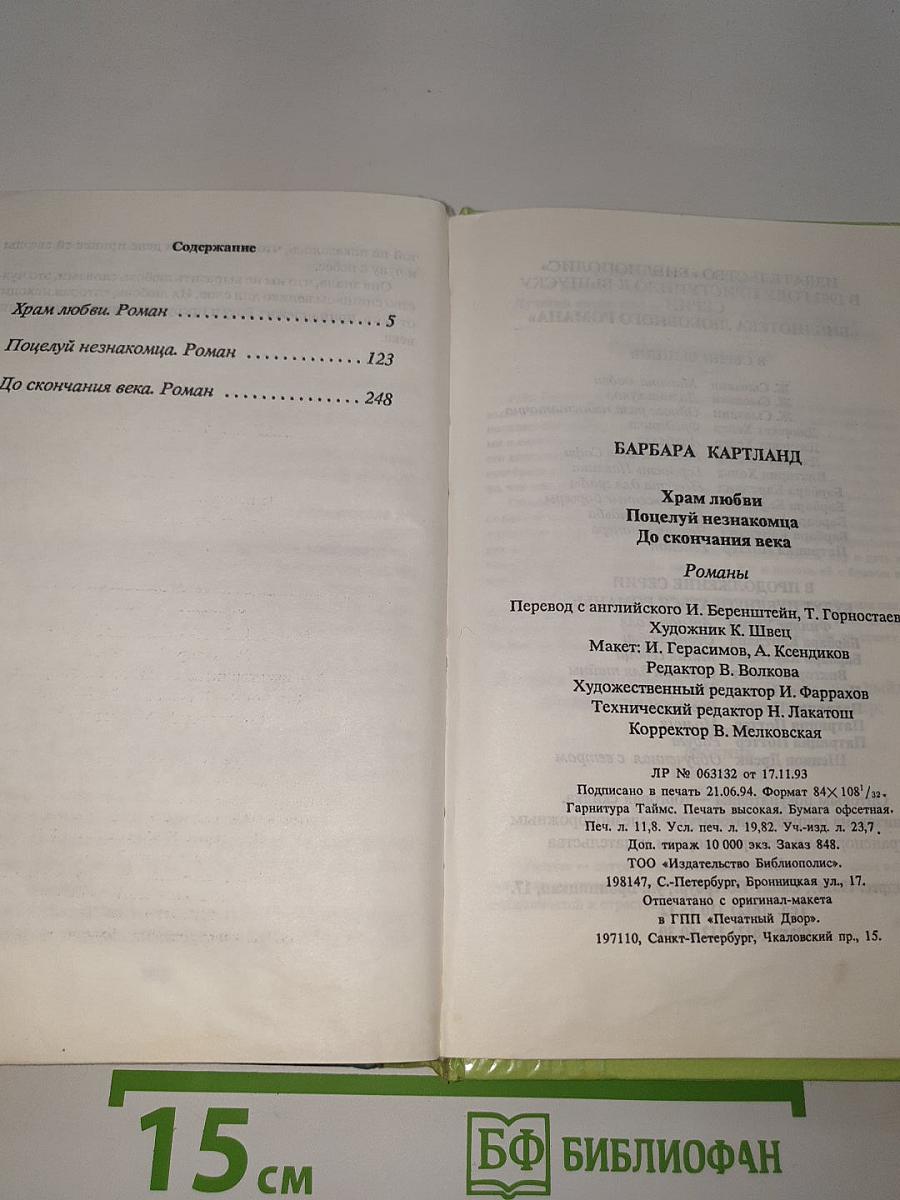 Содержание
Храм любви. Роман ........................... 5
Поцелуй незнакомца. Роман ............. 123
До скончания века. Роман ................ 248
БАРБАРА КАРТЛАНД
Храм любви
Поцелуй незнакомца
До скончания века
Романы
Перевод с английского И. Беренштейн, Т. Горностаев
Художник К. Швец
Макет: И. Герасимов, А. Ксендиков
Редактор В. Волкова
Художественный редактор И. Фаррахов
Технический редактор Н. Лакатош
Корректор В. Мелковская
ЛР № 063132 от 17.11.93
Подписано в печать 21.06.94. Формат 84×108¹/₃₂.
Гарнитура Таймс. Печать высокая. Бумага офсетная.
Печ. л. 11,8. Усл. печ. л. 19,82. Уч.-изд. л. 23,7.
Доп. тираж 10 000 экз. Заказ 848.
ТОО «Издательство Библиополис».
198147, С.-Петербург, Бронницкая ул., 17.
Отпечатано с оригинал-макета
в ГПП «Печатный Двор».
197110, Санкт-Петербург, Чкаловский пр., 15.
15 см
БФ БИБЛИОФАН